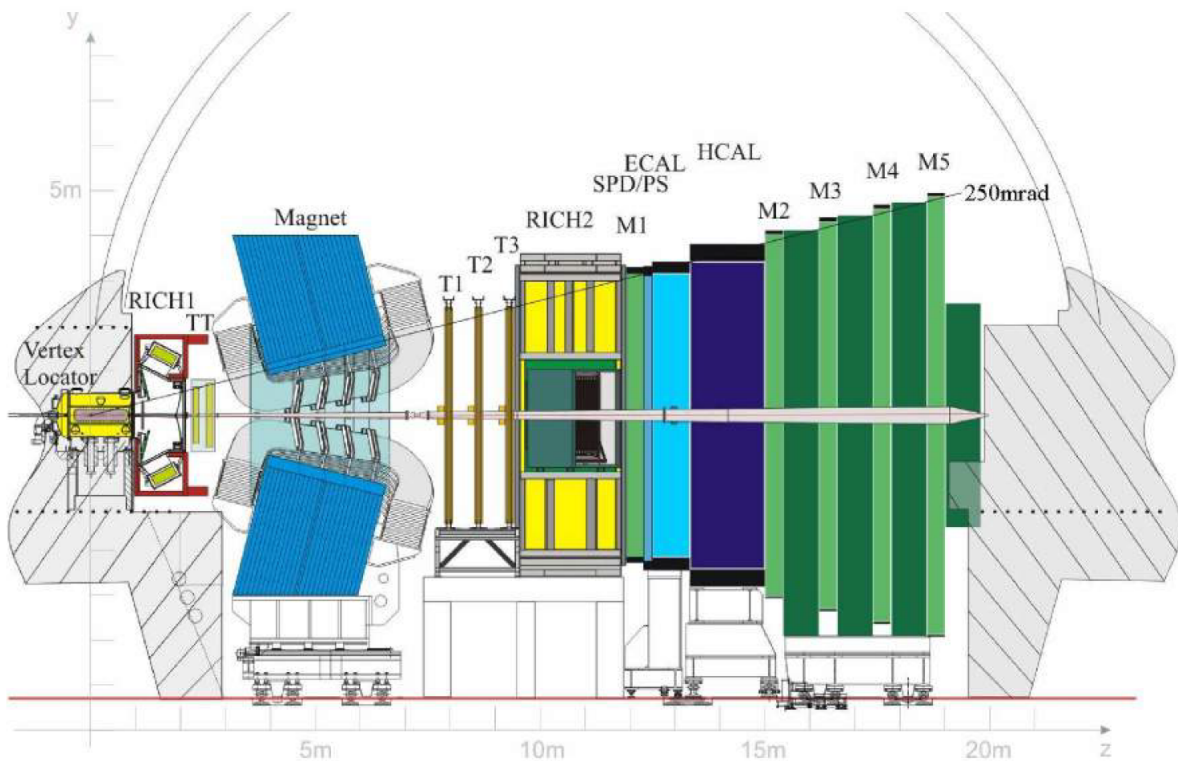 y
5m
Vertex
Locator
RICH1
TT
Magnet
T1
T2
T3
RICH2
M1
SPD/PS
ECAL
HCAL
M2
M3
M4
M5
250mrad
5m
10m
15m
20m
z